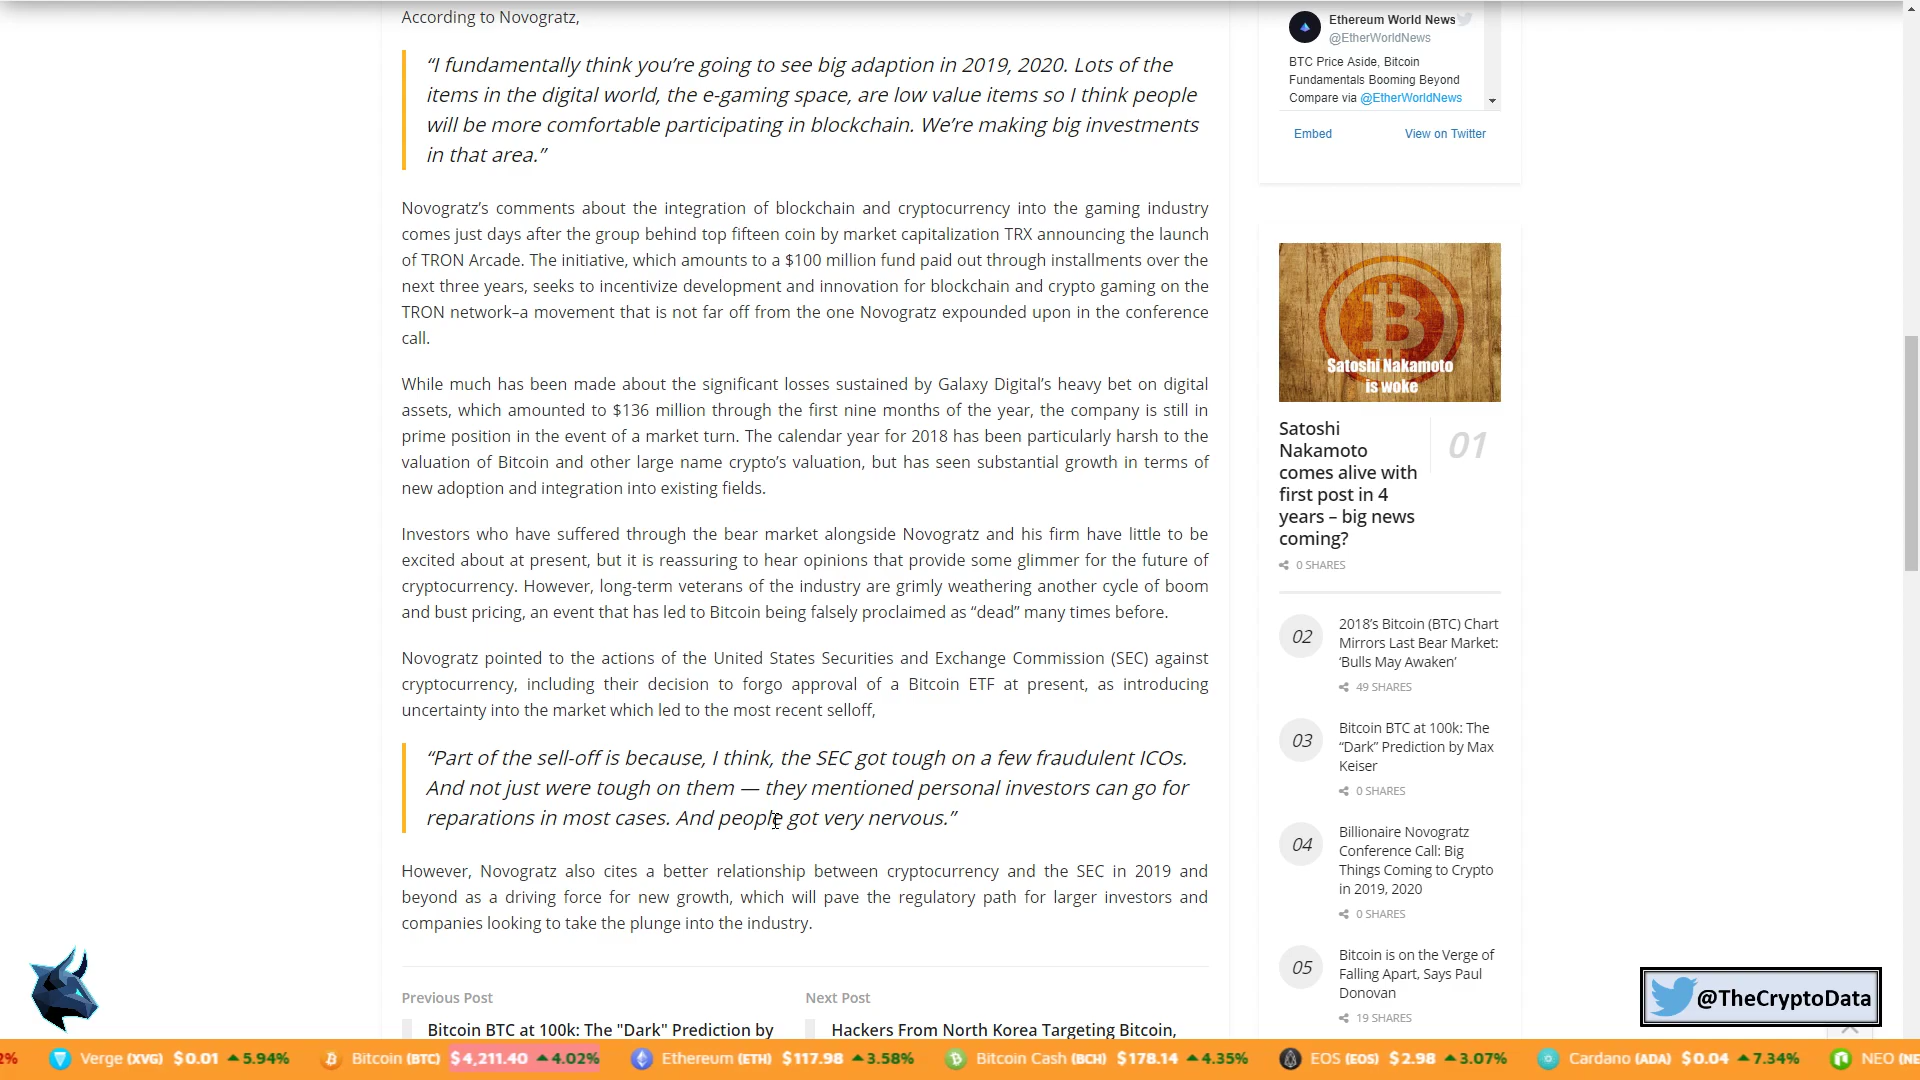 According to Novogratz,
“I fundamentally think you’re going to see big adaption in 2019, 2020. Lots of the
items in the digital world, the e-gaming space, are low value items so I think people
will be more comfortable participating in blockchain. We’re making big investments
in that area.”
Novogratz’s comments about the integration of blockchain and cryptocurrency into the gaming industry
comes just days after the group behind top fifteen coin by market capitalization TRX announcing the launch
of TRON Arcade. The initiative, which amounts to a $100 million fund paid out through installments over the
next three years, seeks to incentivize development and innovation for blockchain and crypto gaming on the
TRON network–a movement that is not far off from the one Novogratz expounded upon in the conference
call.
While much has been made about the significant losses sustained by Galaxy Digital’s heavy bet on digital
assets, which amounted to $136 million through the first nine months of the year, the company is still in
prime position in the event of a market turn. The calendar year for 2018 has been particularly harsh to the
valuation of Bitcoin and other large name crypto’s valuation, but has seen substantial growth in terms of
new adoption and integration into existing fields.
Investors who have suffered through the bear market alongside Novogratz and his firm have little to be
excited about at present, but it is reassuring to hear opinions that provide some glimmer for the future of
cryptocurrency. However, long-term veterans of the industry are grimly weathering another cycle of boom
and bust pricing, an event that has led to Bitcoin being falsely proclaimed as “dead” many times before.
Novogratz pointed to the actions of the United States Securities and Exchange Commission (SEC) against
cryptocurrency, including their decision to forgo approval of a Bitcoin ETF at present, as introducing
uncertainty into the market which led to the most recent selloff,
“Part of the sell-off is because, I think, the SEC got tough on a few fraudulent ICOs.
And not just were tough on them — they mentioned personal investors can go for
reparations in most cases. And people got very nervous.”
However, Novogratz also cites a better relationship between cryptocurrency and the SEC in 2019 and
beyond as a driving force for new growth, which will pave the regulatory path for larger investors and
companies looking to take the plunge into the industry.
Previous Post
Bitcoin BTC at 100k: The "Dark" Prediction by
Next Post
Hackers From North Korea Targeting Bitcoin,
Ethereum World News
@EtherWorldNews
BTC Price Aside, Bitcoin
Fundamentals Booming Beyond
Compare via @EtherWorldNews
Embed
View on Twitter
Satoshi Nakamoto
is woke
Satoshi
Nakamoto
comes alive with
first post in 4
years – big news
coming?
01
0 SHARES
02
2018’s Bitcoin (BTC) Chart
Mirrors Last Bear Market:
‘Bulls May Awaken’
49 SHARES
03
Bitcoin BTC at 100k: The
“Dark” Prediction by Max
Keiser
0 SHARES
04
Billionaire Novogratz
Conference Call: Big
Things Coming to Crypto
in 2019, 2020
0 SHARES
05
Bitcoin is on the Verge of
Falling Apart, Says Paul
Donovan
19 SHARES
@TheCryptoData
2% Verge (XVG) $0.01 5.94% Bitcoin (BTC) $4,211.40 4.02% Ethereum (ETH) $117.98 3.58% Bitcoin Cash (BCH) $178.14 4.35% EOS (EOS) $2.98 3.07% Cardano (ADA) $0.04 7.34% NEO (NE